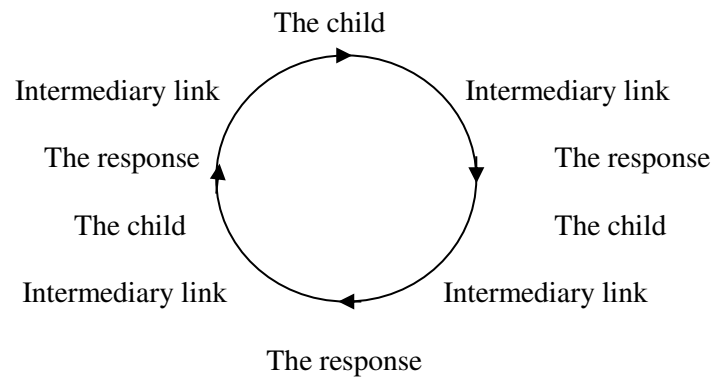 The child
Intermediary link Intermediary link
The response The response
The child The child
Intermediary link Intermediary link
The response